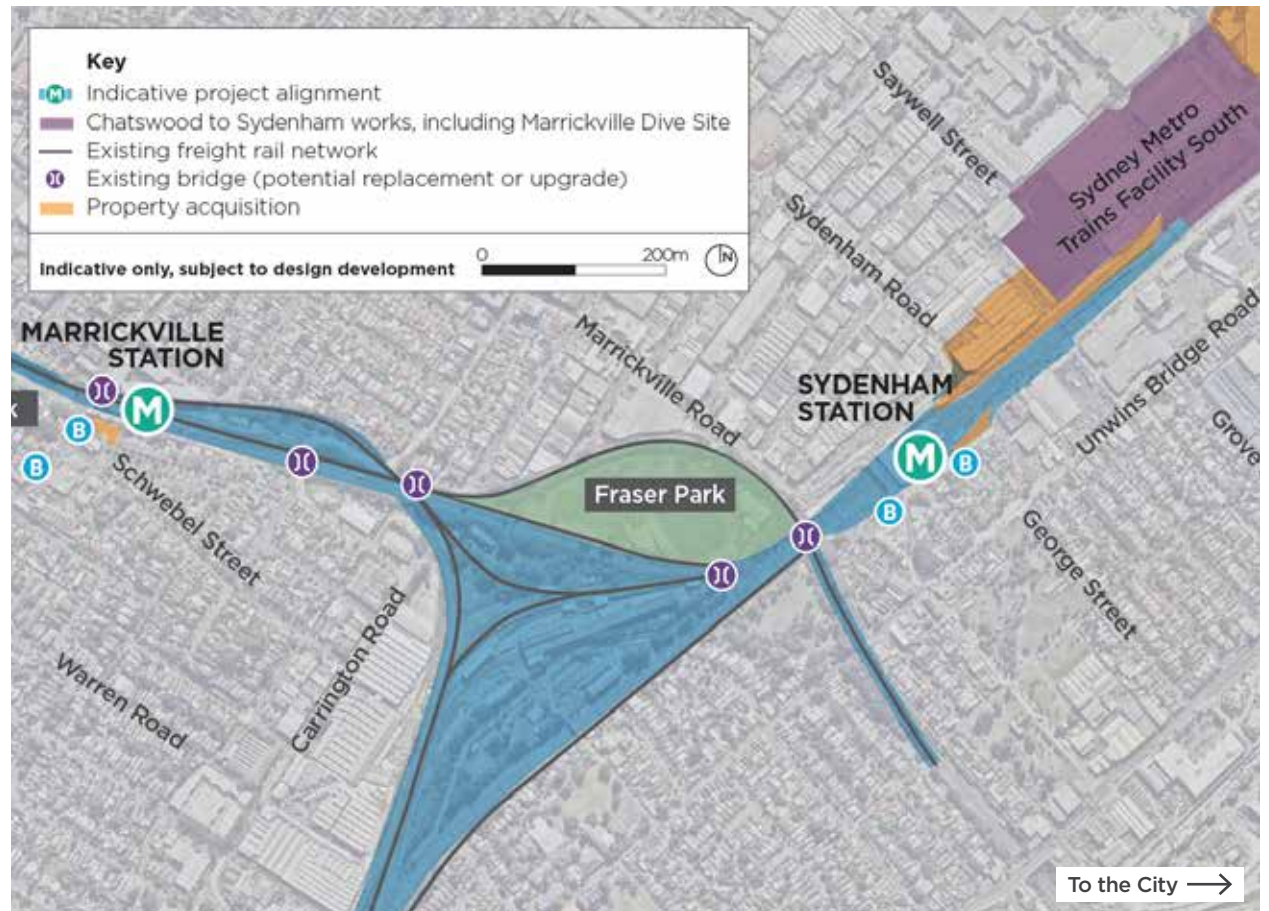 Key
M Indicative project alignment
Chatswood to Sydenham works, including Marrickville Dive Site
Existing freight rail network
Existing bridge (potential replacement or upgrade)
Property acquisition
Indicative only, subject to design development
0 200m
N
Saywell Street
Sydney Metro
Trains Facility South
Sydenham Road
Marrickville Road
MARRICKVILLE
STATION
SYDENHAM
STATION
Unwins Bridge Road
Grove
K
M
B
B
M
B
B
Fraser Park
Schwebel Street
George Street
Carrington Road
Warren Road
To the City →